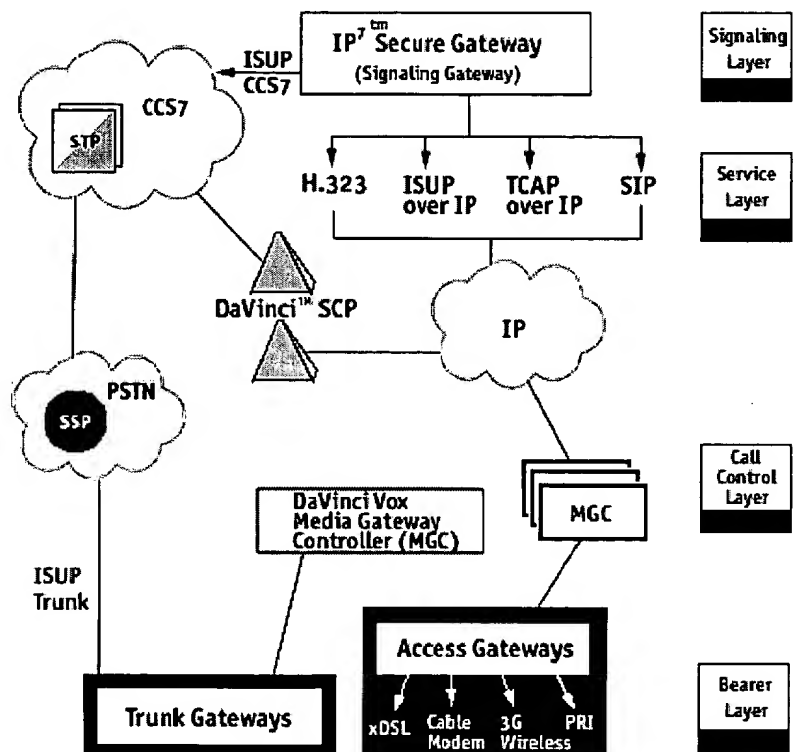 IP7 tm Secure Gateway
(Signaling Gateway)
Signaling
Layer
ISUP
CCS7
CCS7
STP
H.323
ISUP
over IP
TCAP
over IP
SIP
Service
Layer
DaVinci™ SCP
IP
PSTN
SSP
Call
Control
Layer
DaVinci Vox
Media Gateway
Controller (MGC)
MGC
ISUP
Trunk
Access Gateways
xDSL
Cable
Modem
3G
Wireless
PRI
Trunk Gateways
Bearer
Layer